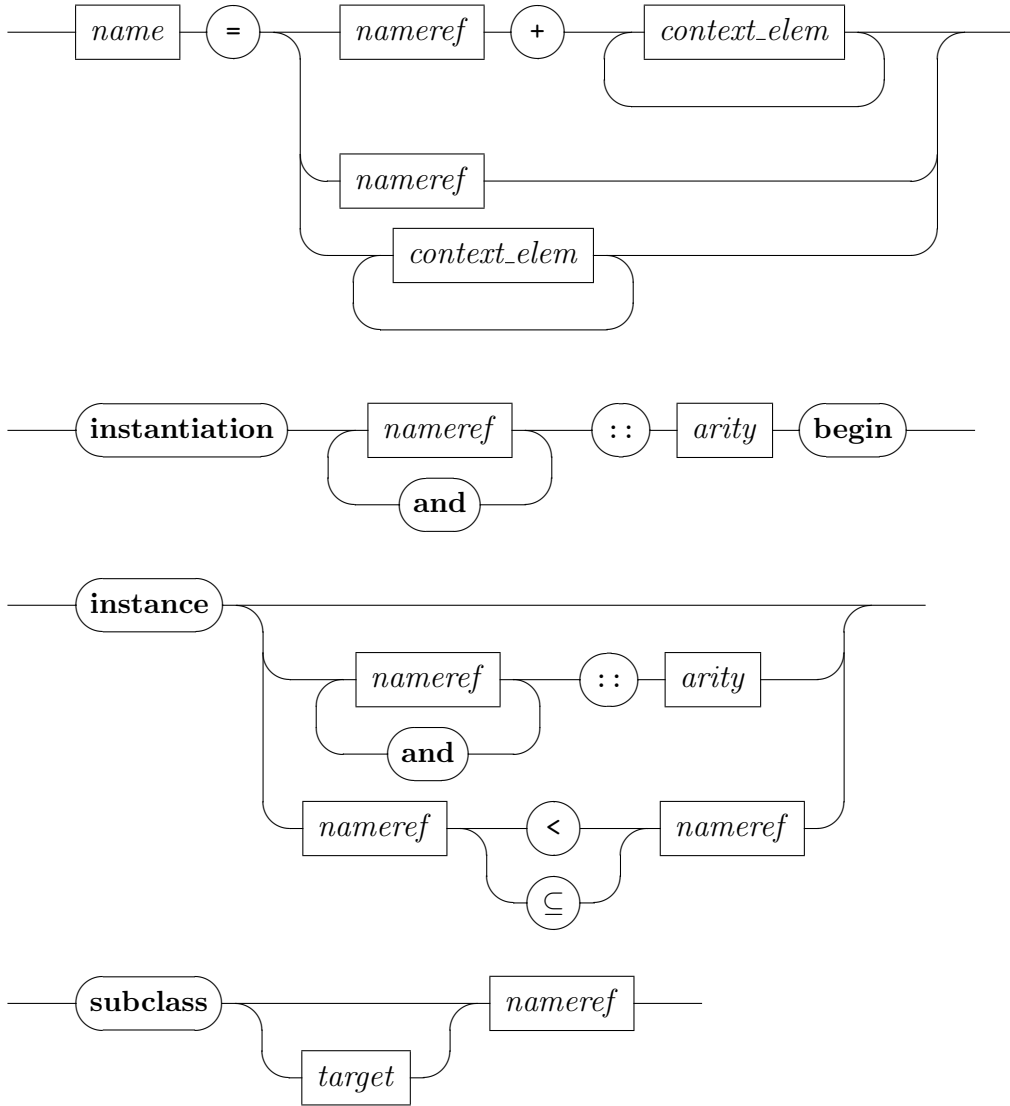 name = nameref + context_elem
nameref
context_elem
instantiation nameref :: arity begin
and
instance
nameref :: arity
and
nameref < nameref
⊆
subclass nameref
target